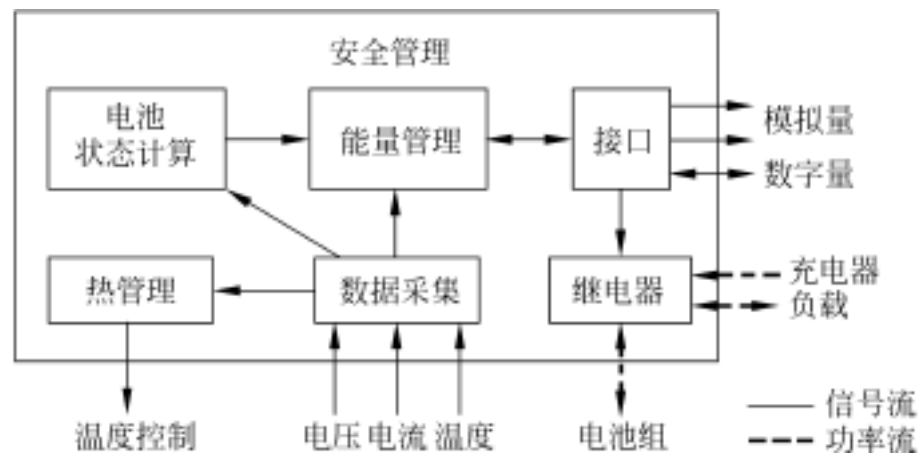 安全管理
电池
状态计算
能量管理
接口
模拟量
数字量
热管理
数据采集
继电器
充电器
负载
温度控制
电压 电流 温度
电池组
信号流
功率流